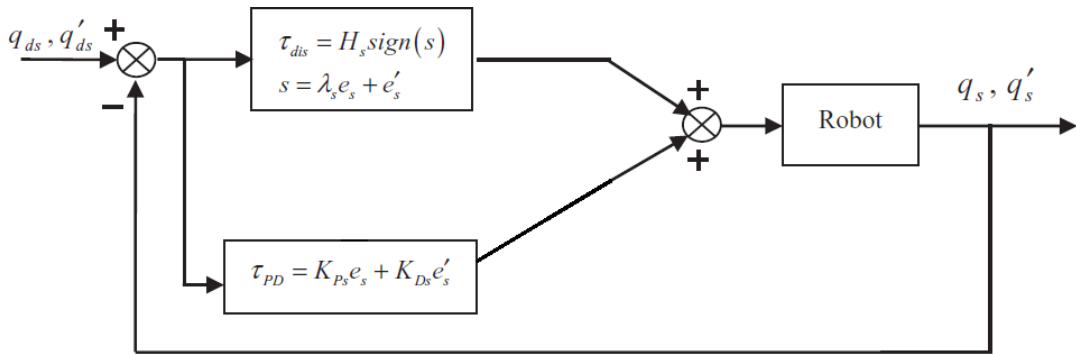 q_ds, q′_ds
+
−
τ_dis = H_s sign(s)
s = λ_s e_s + e′_s
τ_PD = K_Ps e_s + K_Ds e′_s
+
+
Robot
q_s, q′_s